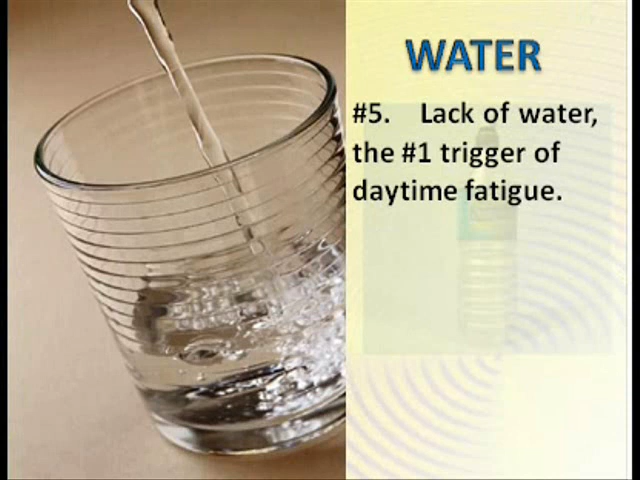 WATER
#5. Lack of water,
the #1 trigger of
daytime fatigue.